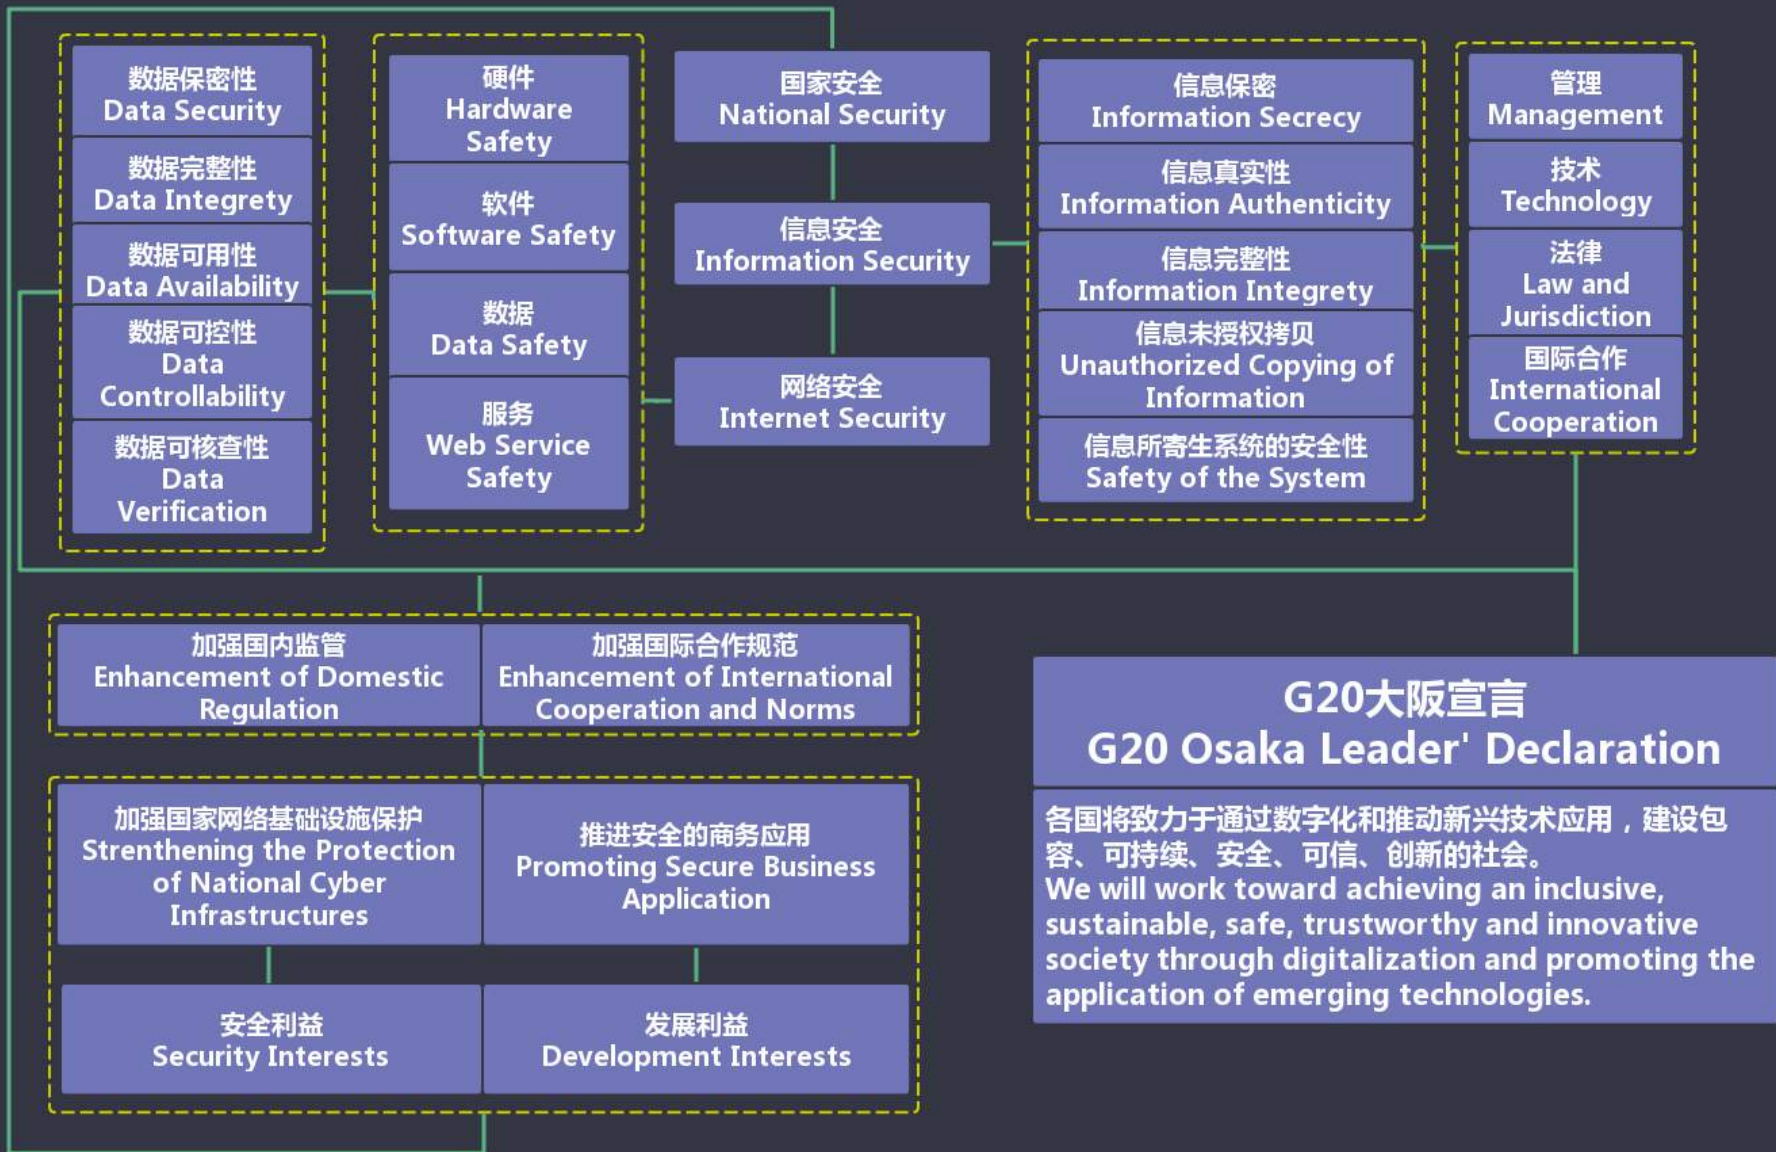 数据保密性
Data Security
数据完整性
Data Integrety
数据可用性
Data Availability
数据可控性
Data
Controllability
数据可核查性
Data
Verification
硬件
Hardware
Safety
软件
Software Safety
数据
Data Safety
服务
Web Service
Safety
国家安全
National Security
信息安全
Information Security
网络安全
Internet Security
信息保密
Information Secrecy
信息真实性
Information Authenticity
信息完整性
Information Integrety
信息未授权拷贝
Unauthorized Copying of
Information
信息所寄生系统的安全性
Safety of the System
管理
Management
技术
Technology
法律
Law and
Jurisdiction
国际合作
International
Cooperation
加强国内监管
Enhancement of Domestic
Regulation
加强国际合作规范
Enhancement of International
Cooperation and Norms
加强国家网络基础设施保护
Strenthening the Protection
of National Cyber
Infrastructures
推进安全的商务应用
Promoting Secure Business
Application
安全利益
Security Interests
发展利益
Development Interests
G20大阪宣言
G20 Osaka Leader' Declaration
各国将致力于通过数字化和推动新兴技术应用，建设包
容、可持续、安全、可信、创新的社会。
We will work toward achieving an inclusive,
sustainable, safe, trustworthy and innovative
society through digitalization and promoting the
application of emerging technologies.